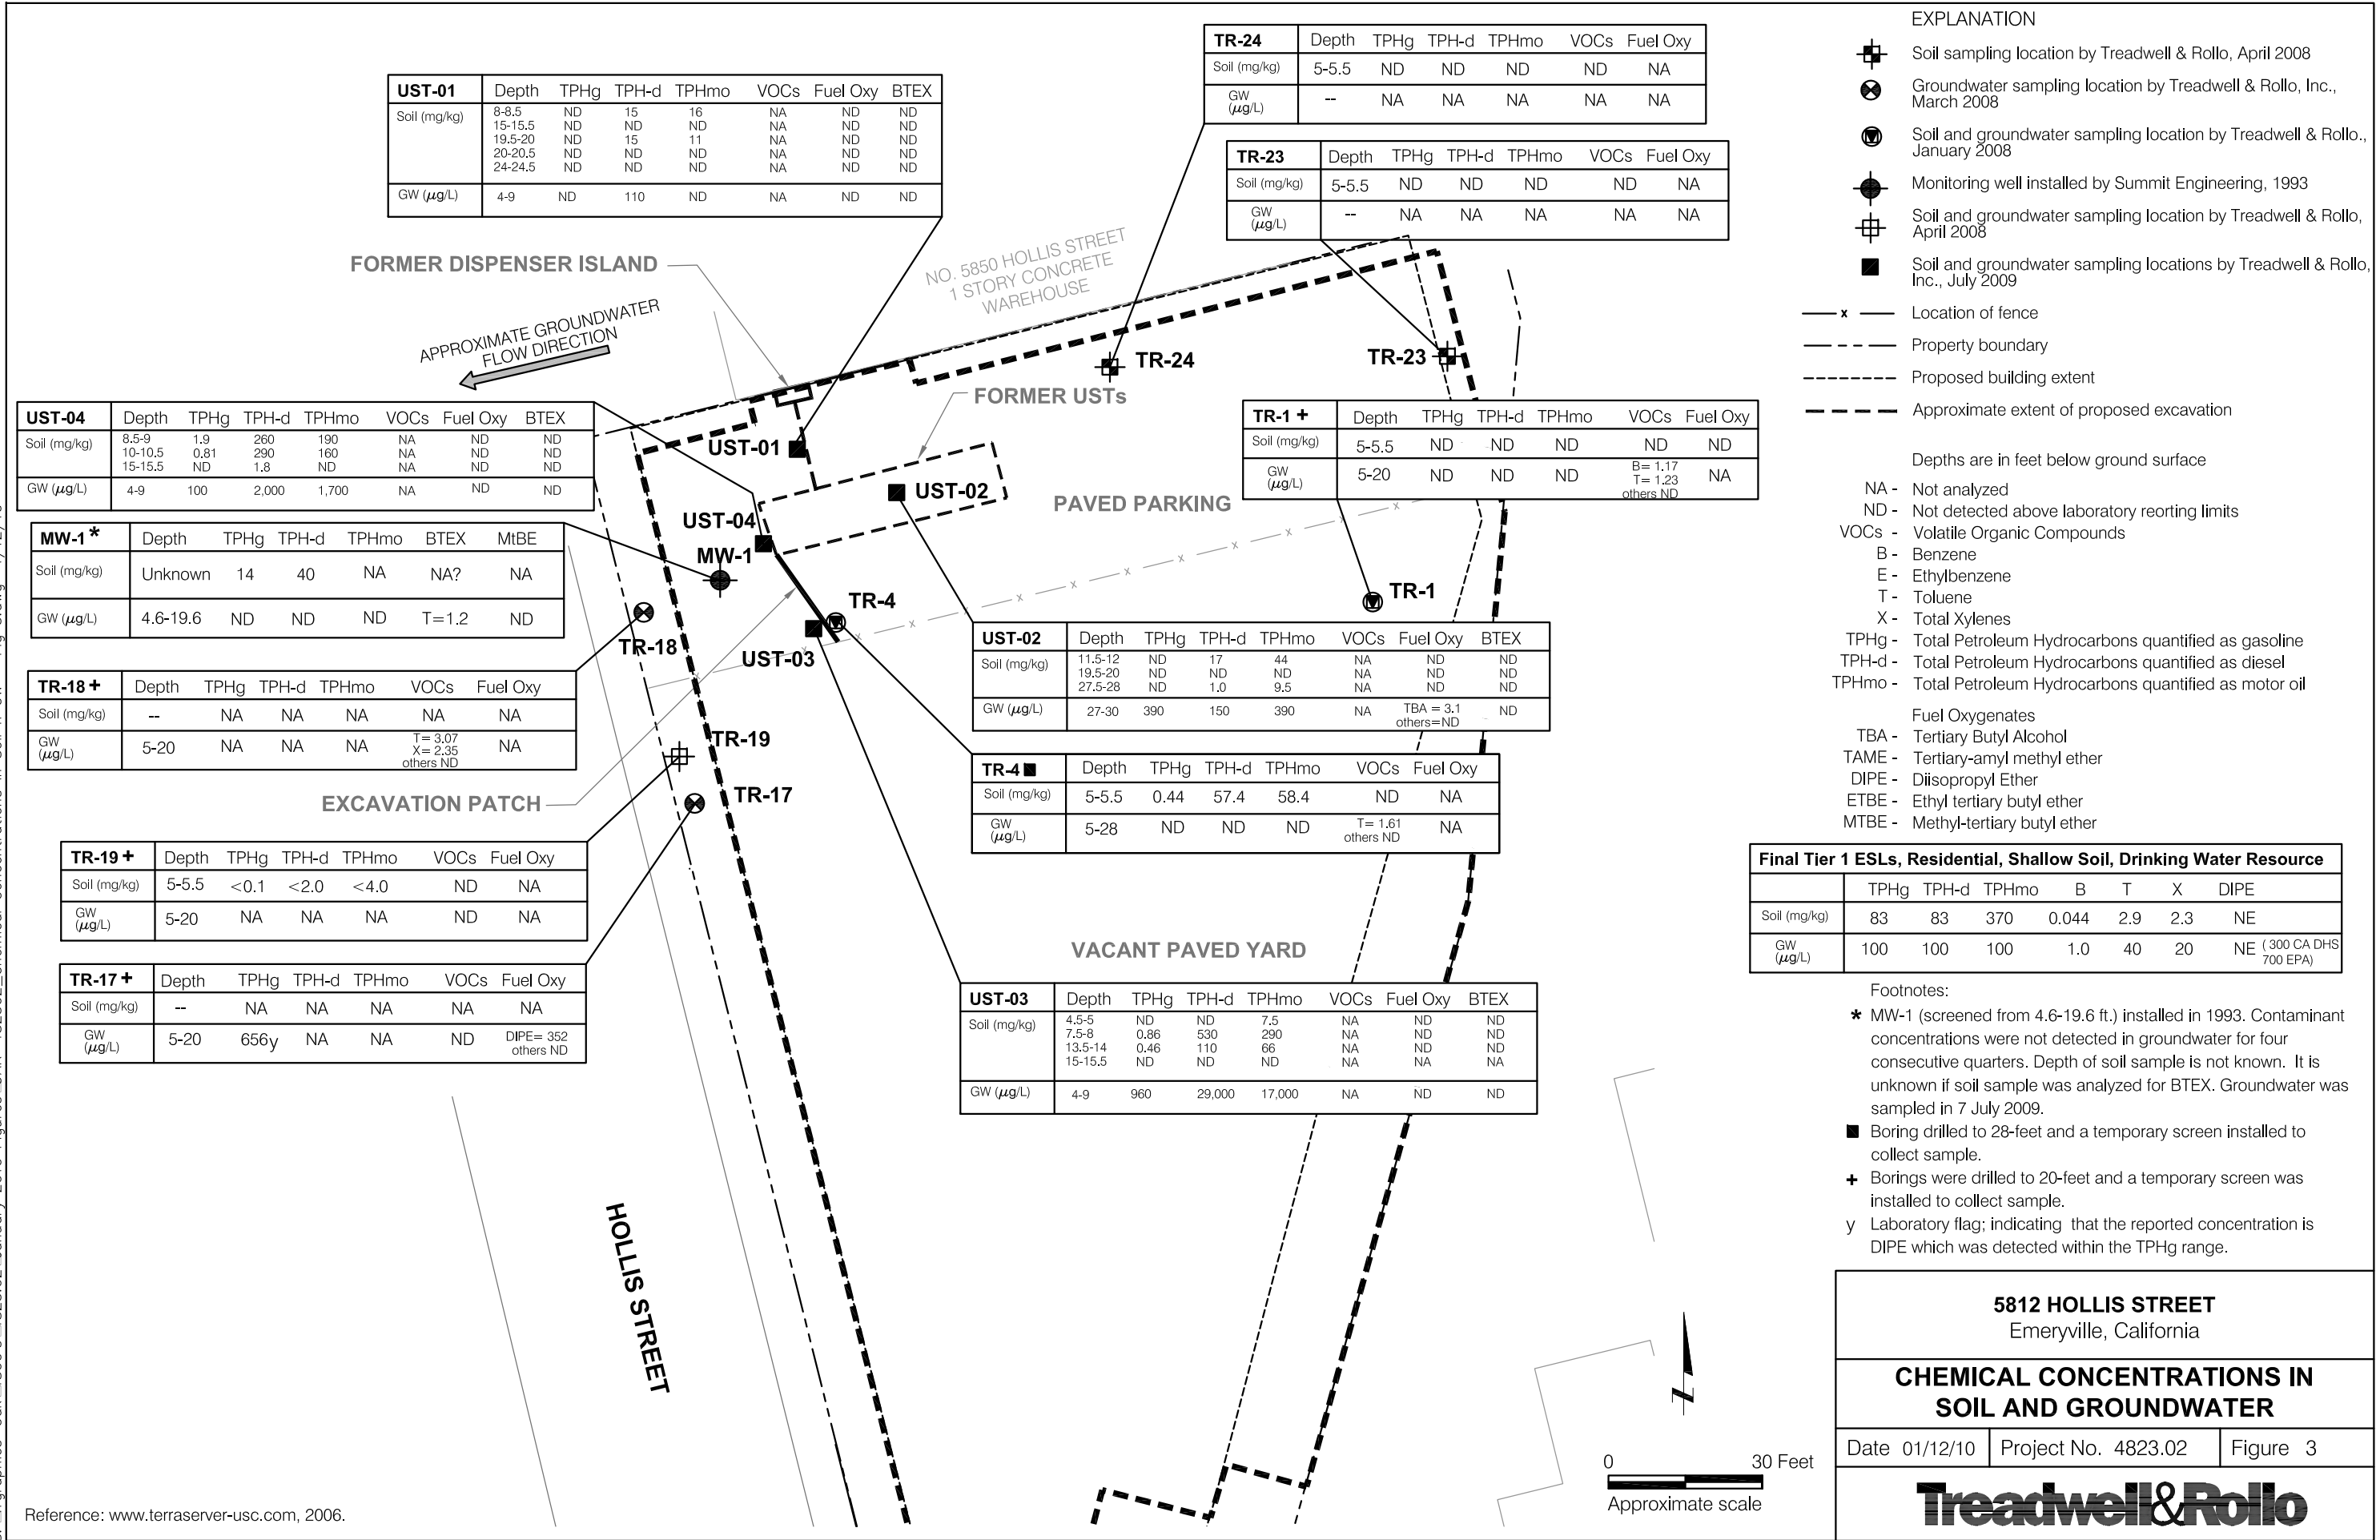 UST-01 Depth TPHg TPH-d TPHmo VOCs Fuel Oxy BTEX
Soil (mg/kg) 8-8.5 ND 15 16 NA ND ND
15-15.5 ND ND ND NA ND ND
19.5-20 ND 15 11 NA ND ND
20-20.5 ND ND ND NA ND ND
24-24.5 ND ND ND NA ND ND
GW (µg/L) 4-9 ND 110 ND NA ND ND
TR-24 Depth TPHg TPH-d TPHmo VOCs Fuel Oxy
Soil (mg/kg) 5-5.5 ND ND ND ND NA
GW (µg/L) -- NA NA NA NA NA
TR-23 Depth TPHg TPH-d TPHmo VOCs Fuel Oxy
Soil (mg/kg) 5-5.5 ND ND ND ND NA
GW (µg/L) -- NA NA NA NA NA
FORMER DISPENSER ISLAND
NO. 5850 HOLLIS STREET
1 STORY CONCRETE
WAREHOUSE
APPROXIMATE GROUNDWATER
FLOW DIRECTION
TR-24
TR-23
FORMER USTs
UST-04 Depth TPHg TPH-d TPHmo VOCs Fuel Oxy BTEX
Soil (mg/kg) 8.5-9 1.9 260 190 NA ND ND
10-10.5 0.81 290 160 NA ND ND
15-15.5 ND 1.8 ND NA ND ND
GW (µg/L) 4-9 100 2,000 1,700 NA ND ND
TR-1 + Depth TPHg TPH-d TPHmo VOCs Fuel Oxy
Soil (mg/kg) 5-5.5 ND ND ND ND ND
GW (µg/L) 5-20 ND ND ND B= 1.17 T= 1.23 others ND NA
UST-01
UST-02
PAVED PARKING
UST-04
MW-1
MW-1 * Depth TPHg TPH-d TPHmo BTEX MtBE
Soil (mg/kg) Unknown 14 40 NA NA? NA
GW (µg/L) 4.6-19.6 ND ND ND T=1.2 ND
TR-4
TR-1
TR-18
UST-03
UST-02 Depth TPHg TPH-d TPHmo VOCs Fuel Oxy BTEX
Soil (mg/kg) 11.5-12 ND 17 44 NA ND ND
19.5-20 ND ND ND NA ND ND
27.5-28 ND 1.0 9.5 NA ND ND
GW (µg/L) 27-30 390 150 390 NA TBA = 3.1 others=ND ND
TR-18 + Depth TPHg TPH-d TPHmo VOCs Fuel Oxy
Soil (mg/kg) -- NA NA NA NA NA
GW (µg/L) 5-20 NA NA NA T= 3.07 X= 2.35 others ND NA
TR-19
TR-17
EXCAVATION PATCH
TR-4 ■ Depth TPHg TPH-d TPHmo VOCs Fuel Oxy
Soil (mg/kg) 5-5.5 0.44 57.4 58.4 ND NA
GW (µg/L) 5-28 ND ND ND T= 1.61 others ND NA
TR-19 + Depth TPHg TPH-d TPHmo VOCs Fuel Oxy
Soil (mg/kg) 5-5.5 <0.1 <2.0 <4.0 ND NA
GW (µg/L) 5-20 NA NA NA ND NA
TR-17 + Depth TPHg TPH-d TPHmo VOCs Fuel Oxy
Soil (mg/kg) -- NA NA NA NA NA
GW (µg/L) 5-20 656y NA NA ND DIPE= 352 others ND
VACANT PAVED YARD
UST-03 Depth TPHg TPH-d TPHmo VOCs Fuel Oxy BTEX
Soil (mg/kg) 4.5-5 ND ND 7.5 NA ND ND
7.5-8 0.86 530 290 NA ND ND
13.5-14 0.46 110 66 NA ND ND
15-15.5 ND ND ND NA NA NA
GW (µg/L) 4-9 960 29,000 17,000 NA ND ND
HOLLIS STREET
0 30 Feet
Approximate scale
Reference: www.terraserver-usc.com, 2006.
EXPLANATION
Soil sampling location by Treadwell & Rollo, April 2008
Groundwater sampling location by Treadwell & Rollo, Inc.,
March 2008
Soil and groundwater sampling location by Treadwell & Rollo.,
January 2008
Monitoring well installed by Summit Engineering, 1993
Soil and groundwater sampling location by Treadwell & Rollo,
April 2008
Soil and groundwater sampling locations by Treadwell & Rollo,
Inc., July 2009
x Location of fence
Property boundary
Proposed building extent
Approximate extent of proposed excavation
Depths are in feet below ground surface
NA - Not analyzed
ND - Not detected above laboratory reorting limits
VOCs - Volatile Organic Compounds
B - Benzene
E - Ethylbenzene
T - Toluene
X - Total Xylenes
TPHg - Total Petroleum Hydrocarbons quantified as gasoline
TPH-d - Total Petroleum Hydrocarbons quantified as diesel
TPHmo - Total Petroleum Hydrocarbons quantified as motor oil
Fuel Oxygenates
TBA - Tertiary Butyl Alcohol
TAME - Tertiary-amyl methyl ether
DIPE - Diisopropyl Ether
ETBE - Ethyl tertiary butyl ether
MTBE - Methyl-tertiary butyl ether
Final Tier 1 ESLs, Residential, Shallow Soil, Drinking Water Resource
TPHg TPH-d TPHmo B T X DIPE
Soil (mg/kg) 83 83 370 0.044 2.9 2.3 NE
GW (µg/L) 100 100 100 1.0 40 20 NE (300 CA DHS 700 EPA)
Footnotes:
* MW-1 (screened from 4.6-19.6 ft.) installed in 1993. Contaminant
concentrations were not detected in groundwater for four
consecutive quarters. Depth of soil sample is not known. It is
unknown if soil sample was analyzed for BTEX. Groundwater was
sampled in 7 July 2009.
■ Boring drilled to 28-feet and a temporary screen installed to
collect sample.
+ Borings were drilled to 20-feet and a temporary screen was
installed to collect sample.
y Laboratory flag; indicating that the reported concentration is
DIPE which was detected within the TPHg range.
5812 HOLLIS STREET
Emeryville, California
CHEMICAL CONCENTRATIONS IN
SOIL AND GROUNDWATER
Date 01/12/10 Project No. 4823.02 Figure 3
Treadwell&Rollo